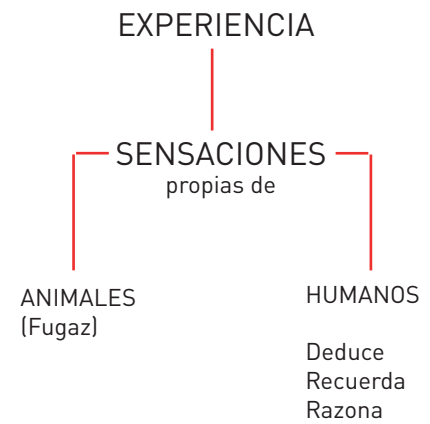 EXPERIENCIA
SENSACIONES
propias de
ANIMALES
(Fugaz)
HUMANOS
Deduce
Recuerda
Razona